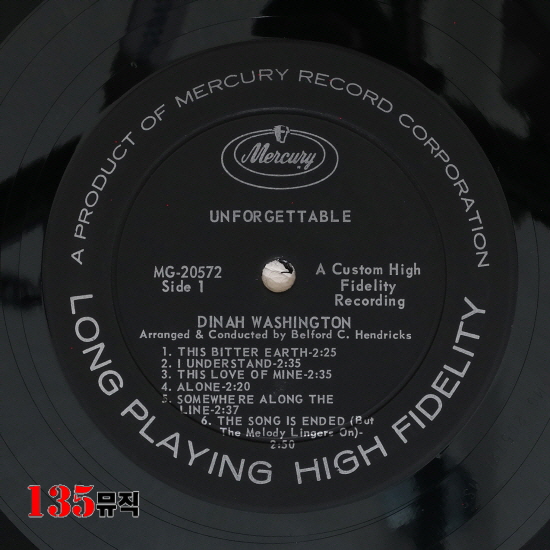 A PRODUCT OF MERCURY RECORD CORPORATION
Mercury
UNFORGETTABLE
MG-20572
Side 1
A Custom High
Fidelity
Recording
DINAH WASHINGTON
Arranged & Conducted by Belford C. Hendricks
1. THIS BITTER EARTH-2:25
2. I UNDERSTAND-2:35
3. THIS LOVE OF MINE-2:35
4. ALONE-2:20
5. SOMEWHERE ALONG THE
LINE-2:37
6. THE SONG IS ENDED (But
The Melody Lingers On)-
2:50
LONG PLAYING HIGH FIDELITY
135뮤직